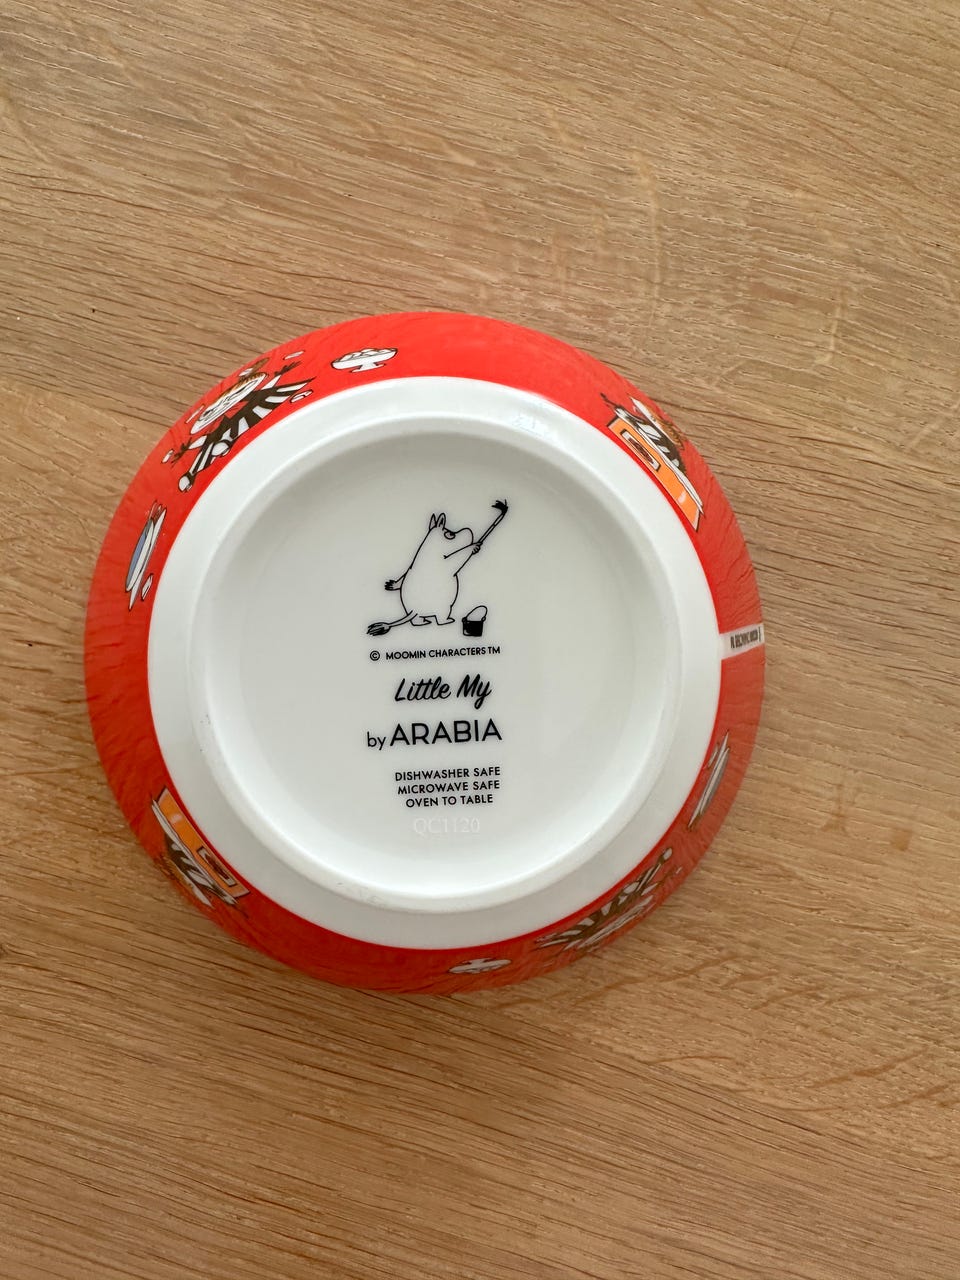 © MOOMIN CHARACTERS TM
Little My
by ARABIA
DISHWASHER SAFE
MICROWAVE SAFE
OVEN TO TABLE
QC1120